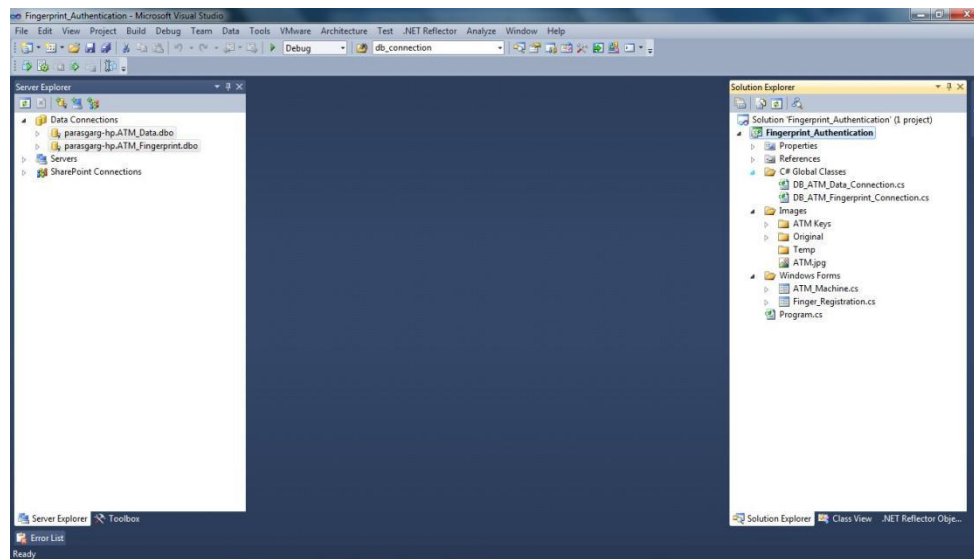 Fingerprint_Authentication - Microsoft Visual Studio
File Edit View Project Build Debug Team Data Tools VMware Architecture Test .NET Reflector Analyze Window Help
Debug db_connection
Server Explorer
Data Connections
parasgarg-hp.ATM_Data.dbo
parasgarg-hp.ATM_Fingerprint.dbo
Servers
SharePoint Connections
Server Explorer Toolbox
Solution Explorer
Solution 'Fingerprint_Authentication' (1 project)
Fingerprint_Authentication
Properties
References
C# Global Classes
DB_ATM_Data_Connection.cs
DB_ATM_Fingerprint_Connection.cs
Images
ATM Keys
Original
Temp
ATM.jpg
Windows Forms
ATM_Machine.cs
Finger_Registration.cs
Program.cs
Solution Explorer Class View .NET Reflector Obje...
Error List
Ready